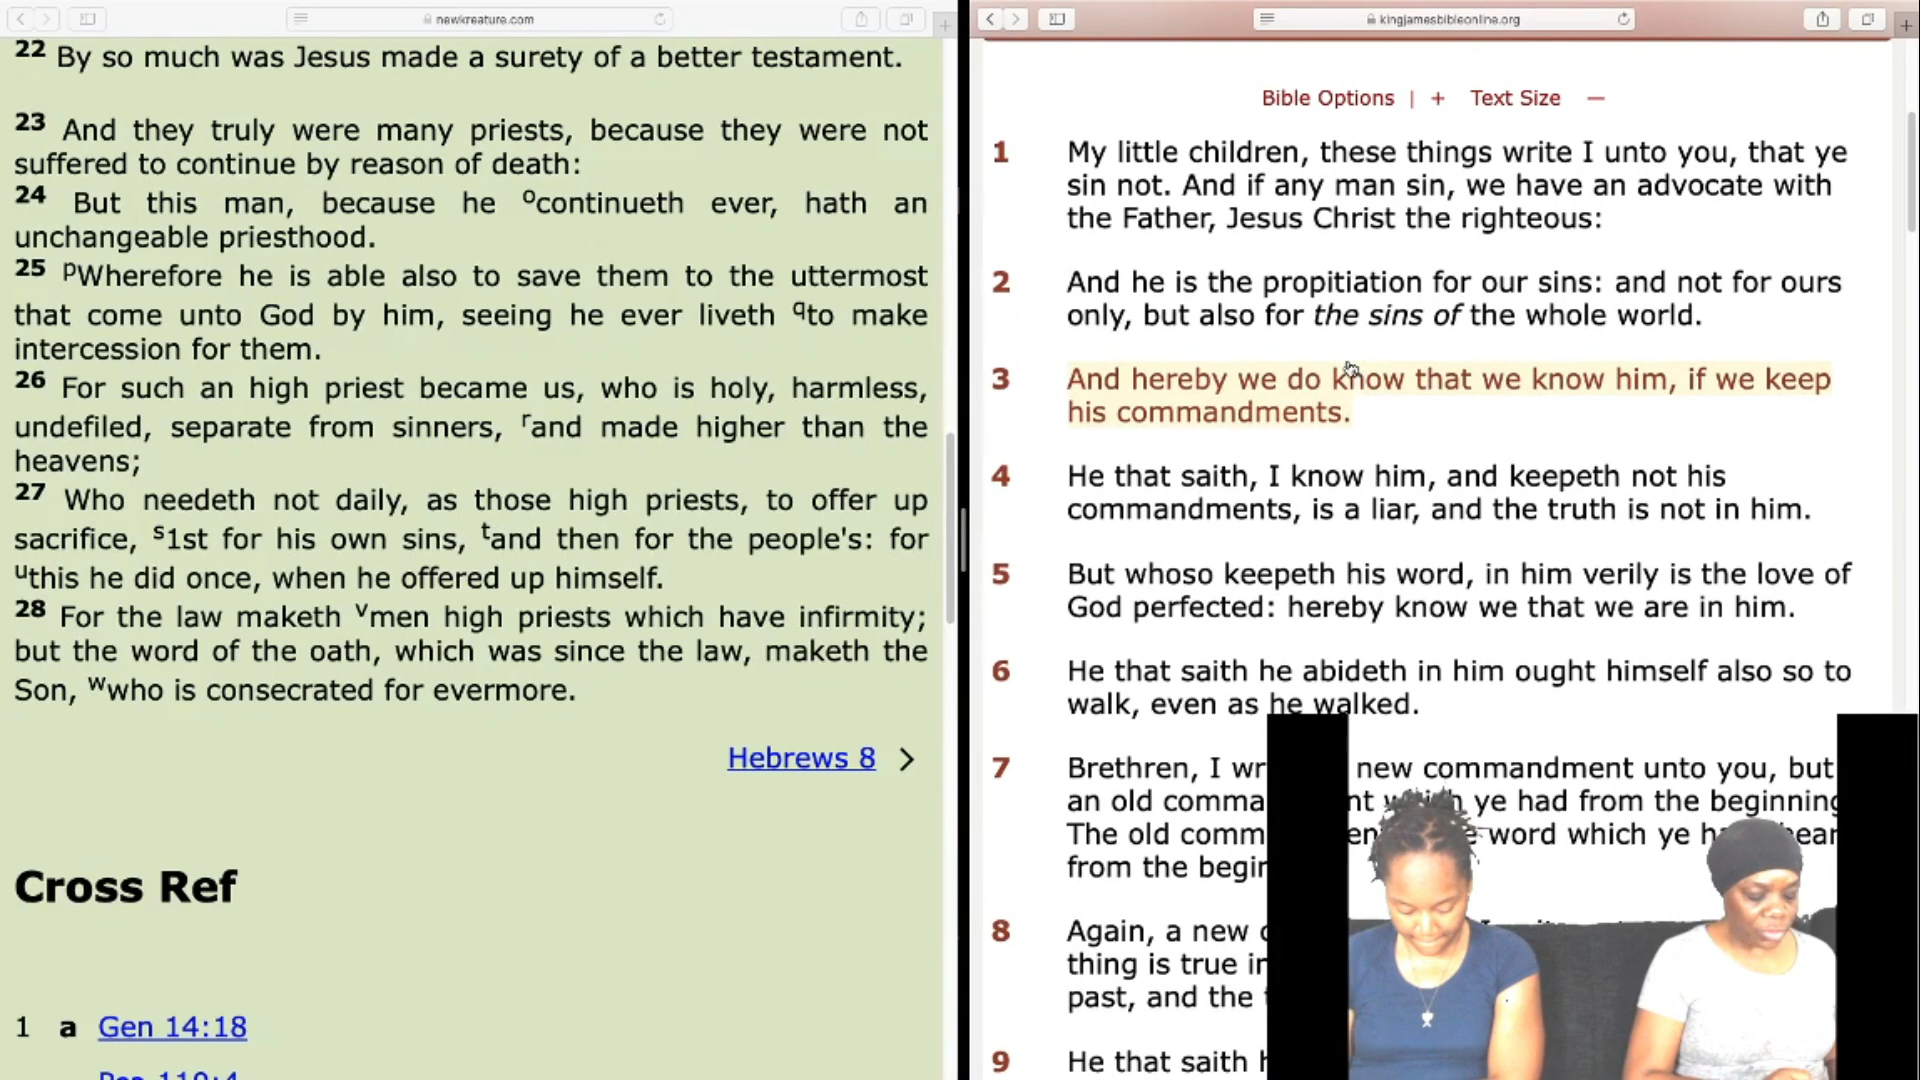 newkreature.com
22 By so much was Jesus made a surety of a better testament.
23 And they truly were many priests, because they were not
suffered to continue by reason of death:
24 But this man, because he ocontinueth ever, hath an
unchangeable priesthood.
25 pWherefore he is able also to save them to the uttermost
that come unto God by him, seeing he ever liveth qto make
intercession for them.
26 For such an high priest became us, who is holy, harmless,
undefiled, separate from sinners, rand made higher than the
heavens;
27 Who needeth not daily, as those high priests, to offer up
sacrifice, s1st for his own sins, tand then for the people's: for
uthis he did once, when he offered up himself.
28 For the law maketh vmen high priests which have infirmity;
but the word of the oath, which was since the law, maketh the
Son, wwho is consecrated for evermore.
Hebrews 8 >
Cross Ref
1 a Gen 14:18
kingjamesbibleonline.org
Bible Options | + Text Size —
1 My little children, these things write I unto you, that ye
sin not. And if any man sin, we have an advocate with
the Father, Jesus Christ the righteous:
2 And he is the propitiation for our sins: and not for ours
only, but also for the sins of the whole world.
3 And hereby we do know that we know him, if we keep
his commandments.
4 He that saith, I know him, and keepeth not his
commandments, is a liar, and the truth is not in him.
5 But whoso keepeth his word, in him verily is the love of
God perfected: hereby know we that we are in him.
6 He that saith he abideth in him ought himself also so to
walk, even as he walked.
7 Brethren, I wr new commandment unto you, but
an old comma nt which ye had from the beginning
The old comm word which ye
from the begin
8 Again, a new
thing is true in
past, and the
9 He that saith